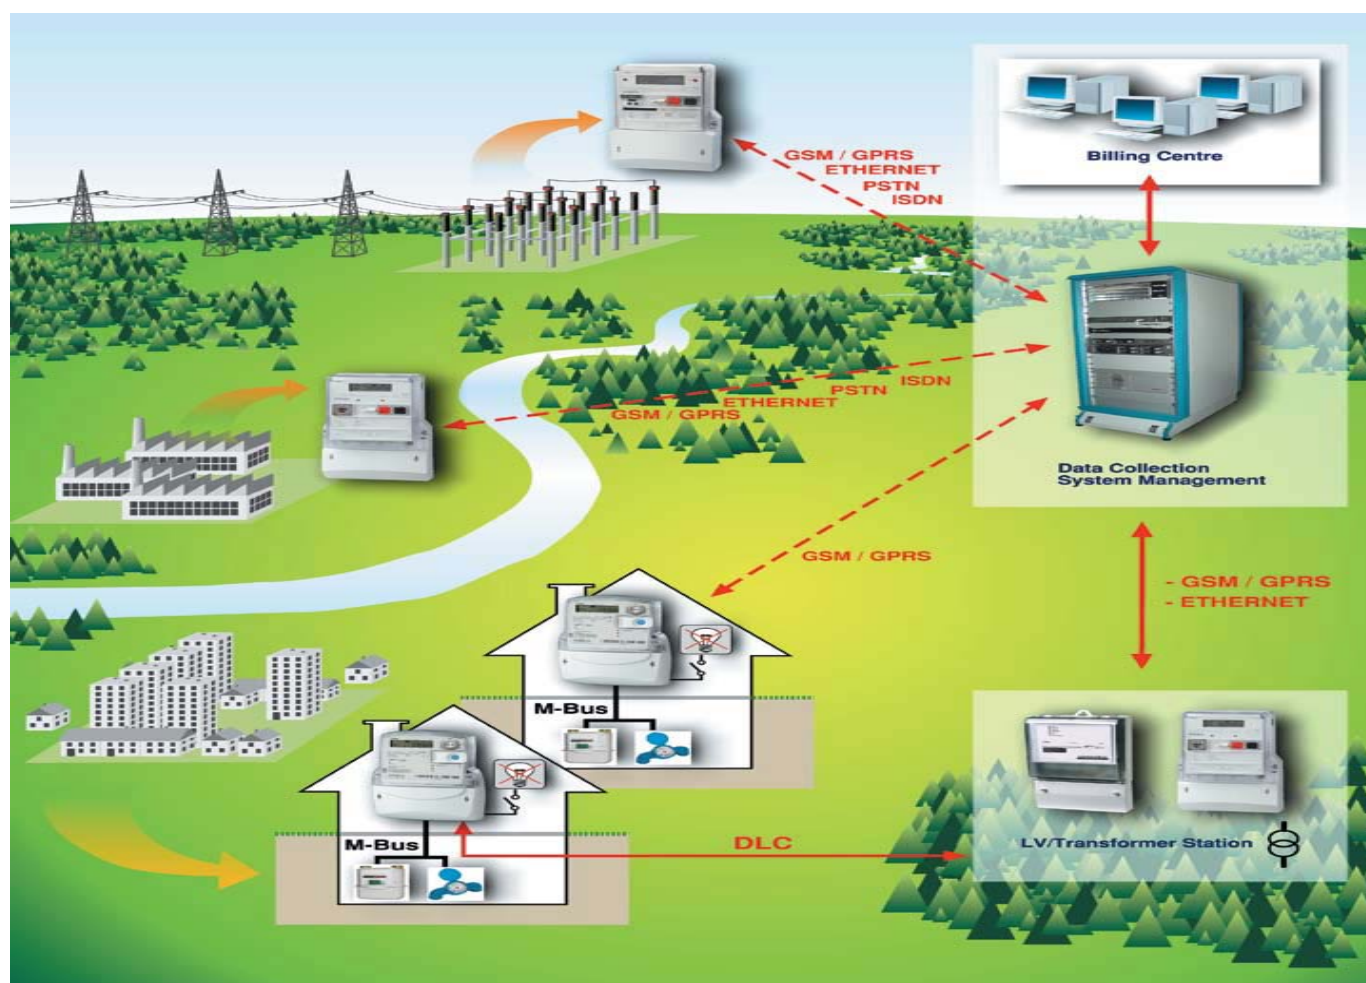 GSM / GPRS
ETHERNET
PSTN
ISDN
Billing Centre
ISDN
PSTN
ETHERNET
GSM / GPRS
Data Collection
System Management
GSM / GPRS
- GSM / GPRS
- ETHERNET
M-Bus
M-Bus
DLC
LV/Transformer Station